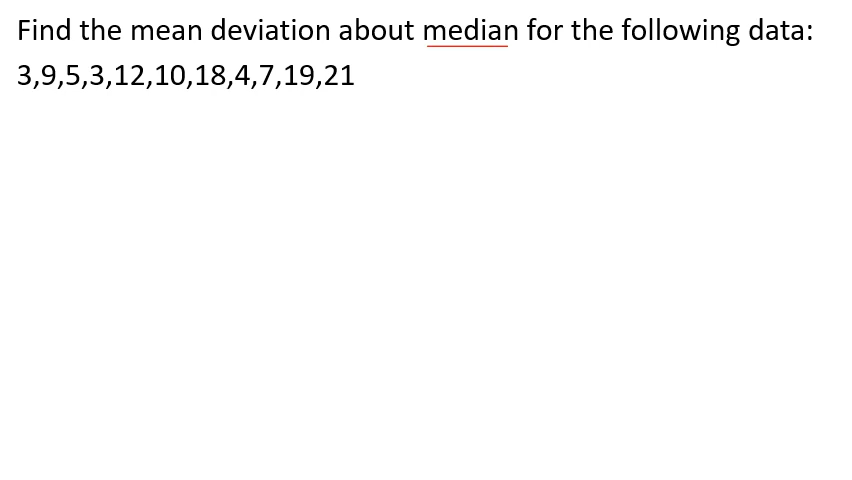 Find the mean deviation about median for the following data:
3,9,5,3,12,10,18,4,7,19,21